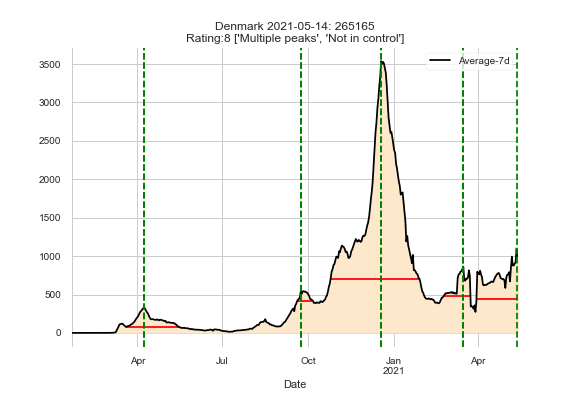 Denmark 2021-05-14: 265165
Rating:8 ['Multiple peaks', 'Not in control']
Average-7d
3500
3000
2500
2000
1500
1000
500
0
Apr Jul Oct Jan Apr
2021
Date